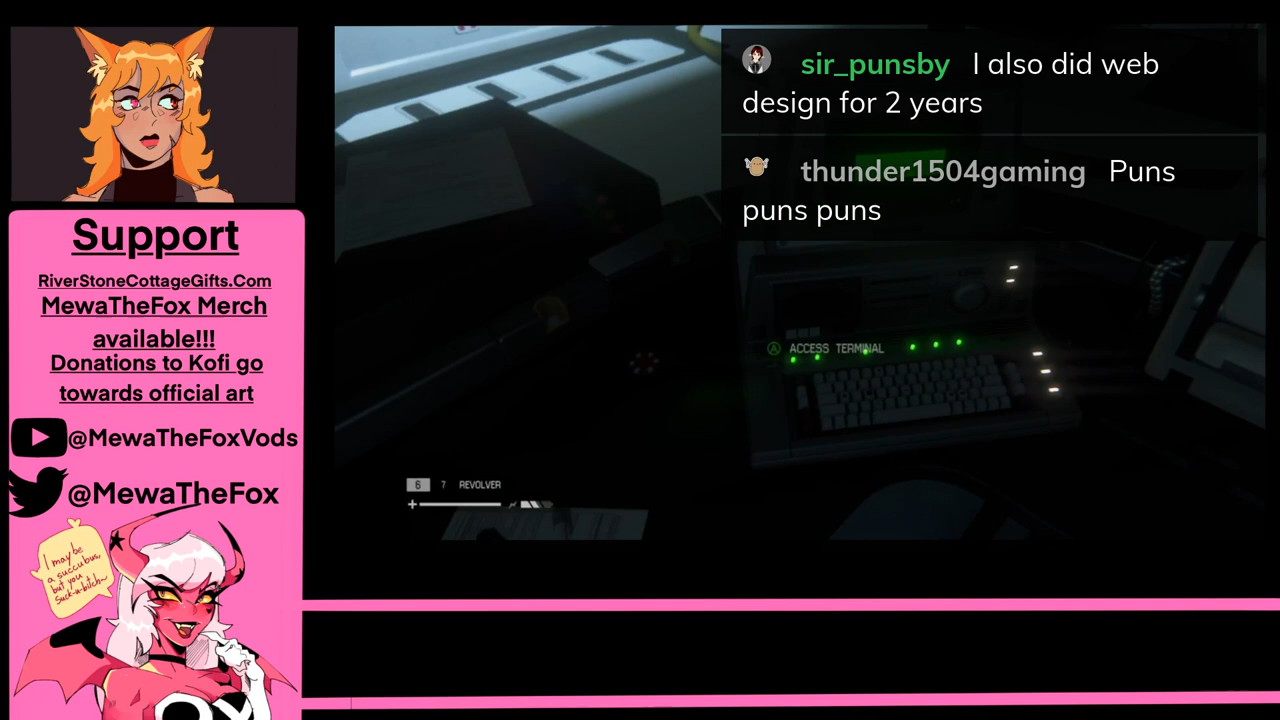 Support
RiverStoneCottageGifts.Com
MewaTheFox Merch
available!!!
Donations to Kofi go
towards official art
@MewaTheFoxVods
@MewaTheFox
I may be
a succubus,
but you
suck-a-bitch~
sir_punsby I also did web
design for 2 years
thunder1504gaming Puns
puns puns
A ACCESS TERMINAL
6 7 REVOLVER